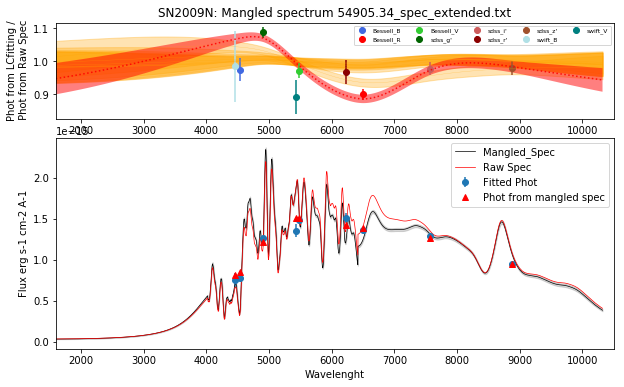 SN2009N: Mangled spectrum 54905.34_spec_extended.txt
Phot from LCfitting /
Phot from Raw Spec
1.1
1.0
0.9
Bessell_B
Bessell_R
Bessell_V
sdss_g'
sdss_i'
sdss_r'
sdss_z'
swift_B
swift_V
2000 3000 4000 5000 6000 7000 8000 9000 10000
Flux erg s-1 cm-2 A-1
2.0
1.5
1.0
0.5
0.0
Mangled_Spec
Raw Spec
Fitted Phot
Phot from mangled spec
2000 3000 4000 5000 6000 7000 8000 9000 10000
Wavelenght